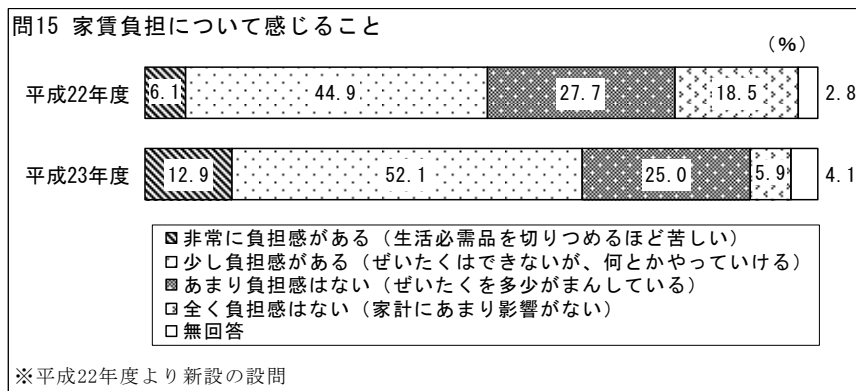 問15 家賃負担について感じること
(%)
平成22年度 6.1 44.9 27.7 18.5 2.8
平成23年度 12.9 52.1 25.0 5.9 4.1
非常に負担感がある（生活必需品を切りつめるほど苦しい）
少し負担感がある（ぜいたくはできないが、何とかやっていける）
あまり負担感はない（ぜいたくを多少がまんしている）
全く負担感はない（家計にあまり影響がない）
無回答
※平成22年度より新設の設問